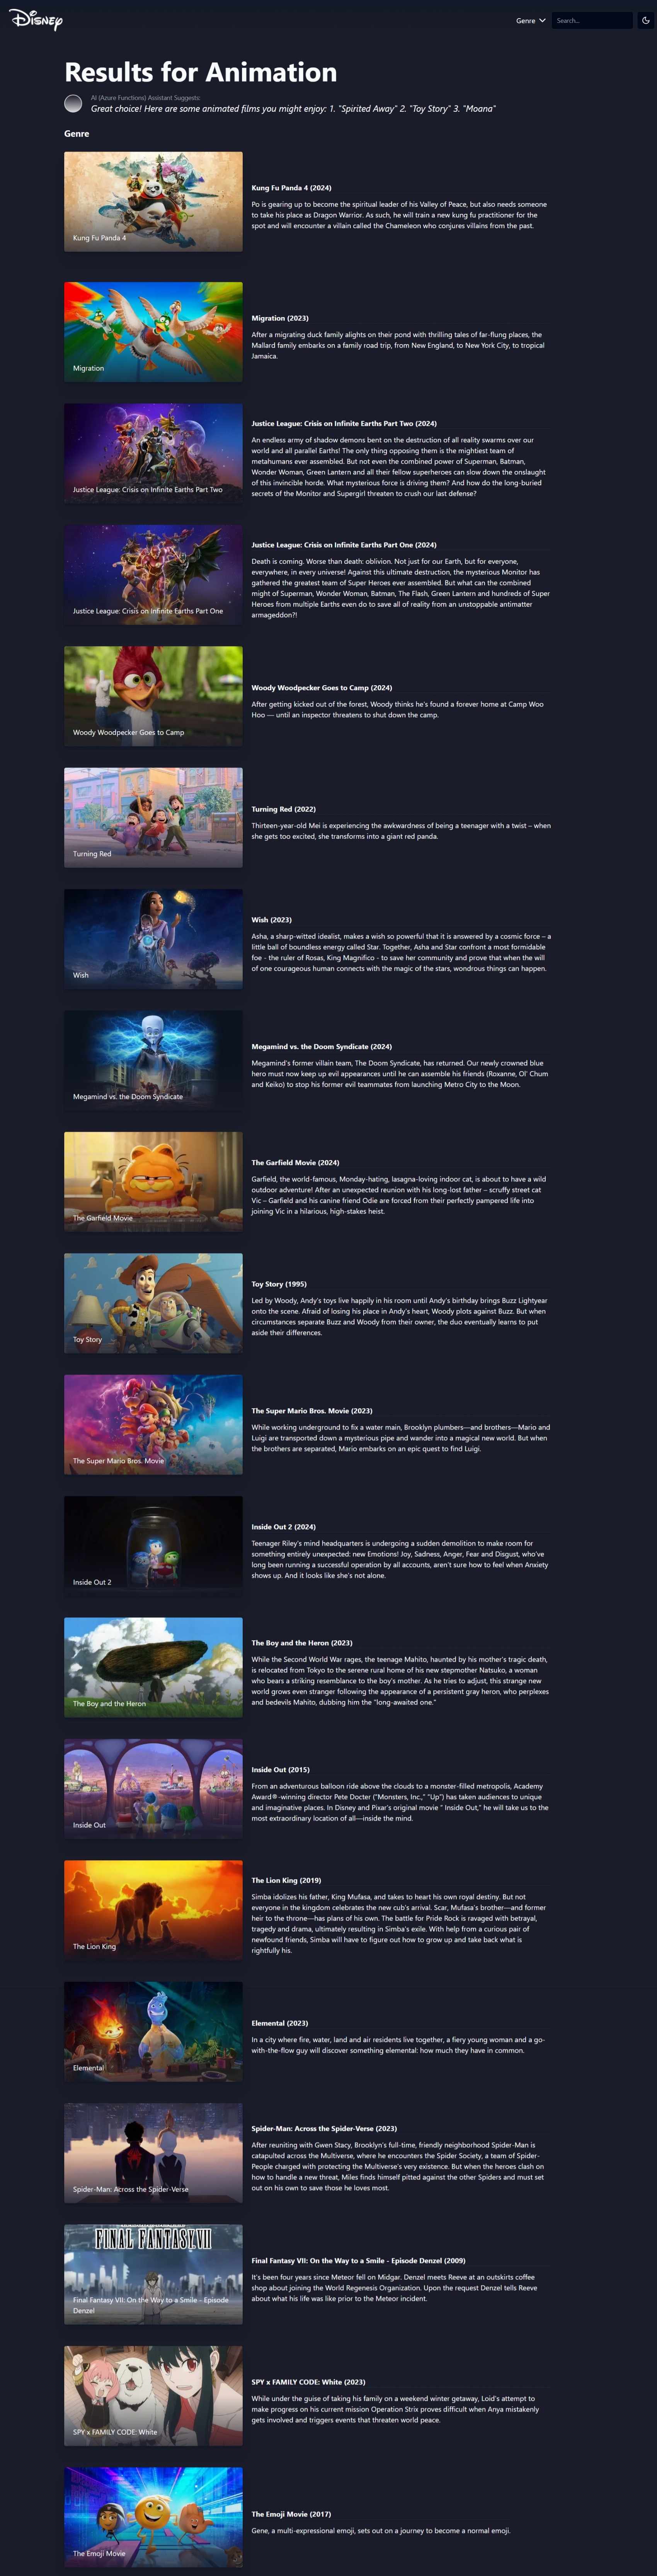 Disney
Genre
Search...
Results for Animation
AI (Azure Functions) Assistant Suggests:
Great choice! Here are some animated films you might enjoy: 1. "Spirited Away" 2. "Toy Story" 3. "Moana"
Genre
Kung Fu Panda 4
Kung Fu Panda 4 (2024)
Po is gearing up to become the spiritual leader of his Valley of Peace, but also needs someone
to take his place as Dragon Warrior. As such, he will train a new kung fu practitioner for the
spot and will encounter a villain called the Chameleon who conjures villains from the past.
Migration
Migration (2023)
After a migrating duck family alights on their pond with thrilling tales of far-flung places, the
Mallard family embarks on a family road trip, from New England, to New York City, to tropical
Jamaica.
Justice League: Crisis on Infinite Earths Part Two
Justice League: Crisis on Infinite Earths Part Two (2024)
An endless army of shadow demons bent on the destruction of all reality swarms over our
world and all parallel Earths! The only thing opposing them is the mightiest team of
metahumans ever assembled. But not even the combined power of Superman, Batman,
Wonder Woman, Green Lantern and all their fellow superheroes can slow down the onslaught
of this invincible horde. What mysterious force is driving them? And how do the long-buried
secrets of the Monitor and Supergirl threaten to crush our last defense?
Justice League: Crisis on Infinite Earths Part One
Justice League: Crisis on Infinite Earths Part One (2024)
Death is coming. Worse than death: oblivion. Not just for our Earth, but for everyone,
everywhere, in every universe! Against this ultimate destruction, the mysterious Monitor has
gathered the greatest team of Super Heroes ever assembled. But what can the combined
might of Superman, Wonder Woman, Batman, The Flash, Green Lantern and hundreds of Super
Heroes from multiple Earths even do to save all of reality from an unstoppable antimatter
armageddon?!
Woody Woodpecker Goes to Camp
Woody Woodpecker Goes to Camp (2024)
After getting kicked out of the forest, Woody thinks he's found a forever home at Camp Woo
Hoo — until an inspector threatens to shut down the camp.
Turning Red
Turning Red (2022)
Thirteen-year-old Mei is experiencing the awkwardness of being a teenager with a twist – when
she gets too excited, she transforms into a giant red panda.
Wish
Wish (2023)
Asha, a sharp-witted idealist, makes a wish so powerful that it is answered by a cosmic force – a
little ball of boundless energy called Star. Together, Asha and Star confront a most formidable
foe - the ruler of Rosas, King Magnifico - to save her community and prove that when the will
of one courageous human connects with the magic of the stars, wondrous things can happen.
Megamind vs. the Doom Syndicate
Megamind vs. the Doom Syndicate (2024)
Megamind's former villain team, The Doom Syndicate, has returned. Our newly crowned blue
hero must now keep up evil appearances until he can assemble his friends (Roxanne, Ol' Chum
and Keiko) to stop his former evil teammates from launching Metro City to the Moon.
The Garfield Movie
The Garfield Movie (2024)
Garfield, the world-famous, Monday-hating, lasagna-loving indoor cat, is about to have a wild
outdoor adventure! After an unexpected reunion with his long-lost father – scruffy street cat
Vic – Garfield and his canine friend Odie are forced from their perfectly pampered life into
joining Vic in a hilarious, high-stakes heist.
Toy Story
Toy Story (1995)
Led by Woody, Andy's toys live happily in his room until Andy's birthday brings Buzz Lightyear
onto the scene. Afraid of losing his place in Andy's heart, Woody plots against Buzz. But when
circumstances separate Buzz and Woody from their owner, the duo eventually learns to put
aside their differences.
The Super Mario Bros. Movie
The Super Mario Bros. Movie (2023)
While working underground to fix a water main, Brooklyn plumbers—and brothers—Mario and
Luigi are transported down a mysterious pipe and wander into a magical new world. But when
the brothers are separated, Mario embarks on an epic quest to find Luigi.
Inside Out 2
Inside Out 2 (2024)
Teenager Riley's mind headquarters is undergoing a sudden demolition to make room for
something entirely unexpected: new Emotions! Joy, Sadness, Anger, Fear and Disgust, who've
long been running a successful operation by all accounts, aren't sure how to feel when Anxiety
shows up. And it looks like she's not alone.
The Boy and the Heron
The Boy and the Heron (2023)
While the Second World War rages, the teenage Mahito, haunted by his mother's tragic death,
is relocated from Tokyo to the serene rural home of his new stepmother Natsuko, a woman
who bears a striking resemblance to the boy's mother. As he tries to adjust, this strange new
world grows even stranger following the appearance of a persistent gray heron, who perplexes
and bedevils Mahito, dubbing him the "long-awaited one."
Inside Out
Inside Out (2015)
From an adventurous balloon ride above the clouds to a monster-filled metropolis, Academy
Award®-winning director Pete Docter ("Monsters, Inc.," "Up") has taken audiences to unique
and imaginative places. In Disney and Pixar's original movie " Inside Out," he will take us to the
most extraordinary location of all—inside the mind.
The Lion King
The Lion King (2019)
Simba idolizes his father, King Mufasa, and takes to heart his own royal destiny. But not
everyone in the kingdom celebrates the new cub's arrival. Scar, Mufasa's brother—and former
heir to the throne—has plans of his own. The battle for Pride Rock is ravaged with betrayal,
tragedy and drama, ultimately resulting in Simba's exile. With help from a curious pair of
newfound friends, Simba will have to figure out how to grow up and take back what is
rightfully his.
Elemental
Elemental (2023)
In a city where fire, water, land and air residents live together, a fiery young woman and a go-
with-the-flow guy will discover something elemental: how much they have in common.
Spider-Man: Across the Spider-Verse
Spider-Man: Across the Spider-Verse (2023)
After reuniting with Gwen Stacy, Brooklyn's full-time, friendly neighborhood Spider-Man is
catapulted across the Multiverse, where he encounters the Spider Society, a team of Spider-
People charged with protecting the Multiverse's very existence. But when the heroes clash on
how to handle a new threat, Miles finds himself pitted against the other Spiders and must set
out on his own to save those he loves most.
FINAL FANTASY VII
Final Fantasy VII: On the Way to a Smile - Episode
Denzel
Final Fantasy VII: On the Way to a Smile - Episode Denzel (2009)
It's been four years since Meteor fell on Midgar. Denzel meets Reeve at an outskirts coffee
shop about joining the World Regenesis Organization. Upon the request Denzel tells Reeve
about what his life was like prior to the Meteor incident.
SPY x FAMILY CODE: White
SPY x FAMILY CODE: White (2023)
While under the guise of taking his family on a weekend winter getaway, Loid's attempt to
make progress on his current mission Operation Strix proves difficult when Anya mistakenly
gets involved and triggers events that threaten world peace.
The Emoji Movie
The Emoji Movie (2017)
Gene, a multi-expressional emoji, sets out on a journey to become a normal emoji.